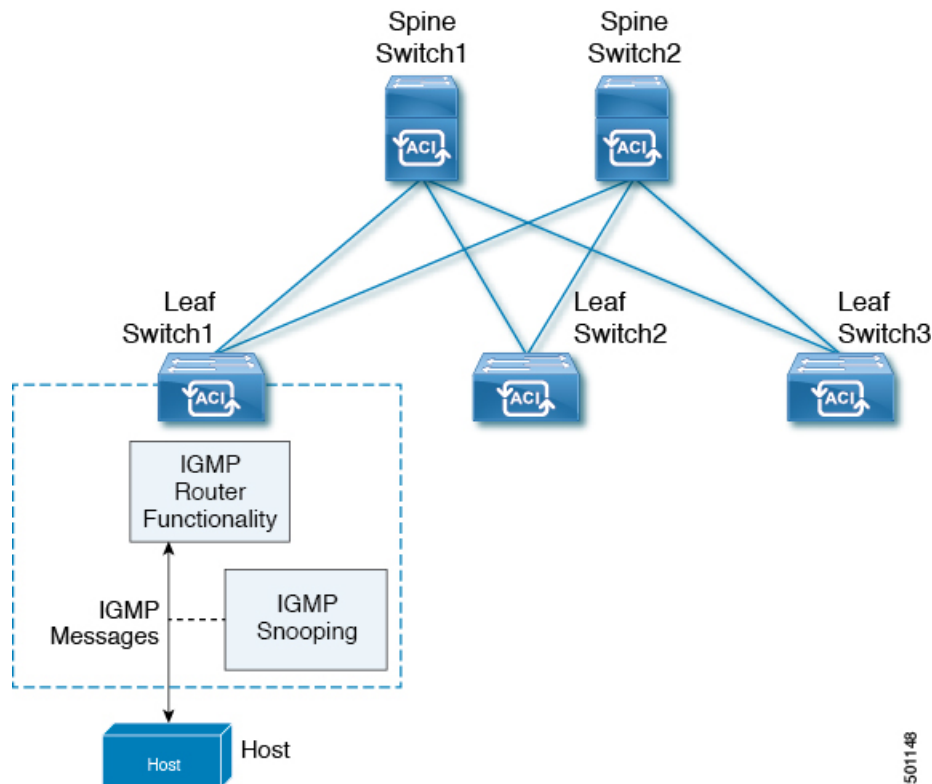 Spine
Switch1
Spine
Switch2
ACI
ACI
Leaf
Switch1
Leaf
Switch2
Leaf
Switch3
ACI
ACI
ACI
IGMP
Router
Functionality
IGMP
Messages
IGMP
Snooping
Host
Host
501148